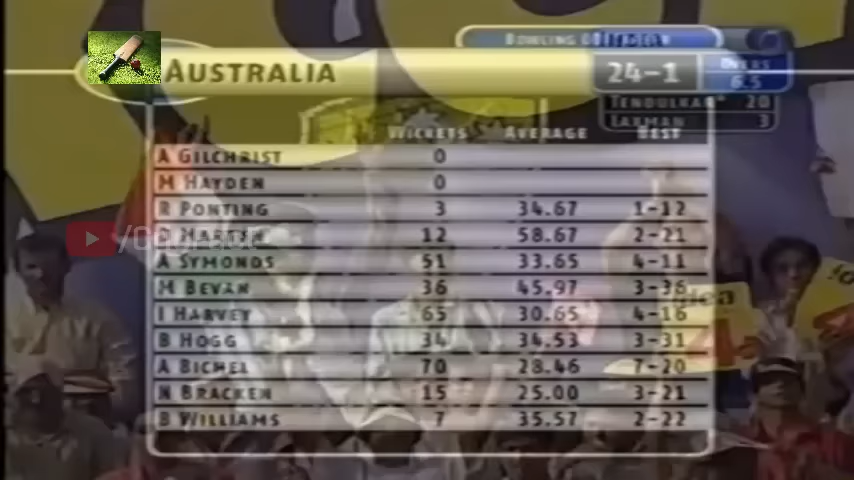 BOWLING
AUSTRALIA
24-1
OVERS
6.5
TENDULKAR* 20
LAXMAN 3
WICKETS AVERAGE BEST
A GILCHRIST 0
M HAYDEN 0
R PONTING 3 34.67 1-12
D MARTYN 12 58.67 2-21
A SYMONDS 51 33.65 4-11
M BEVAN 36 45.97 3-36
I HARVEY 65 30.65 4-16
B HOGG 34 34.53 3-31
A BICHEL 70 28.46 7-20
N BRACKEN 15 25.00 3-21
B WILLIAMS 7 35.57 2-22
4